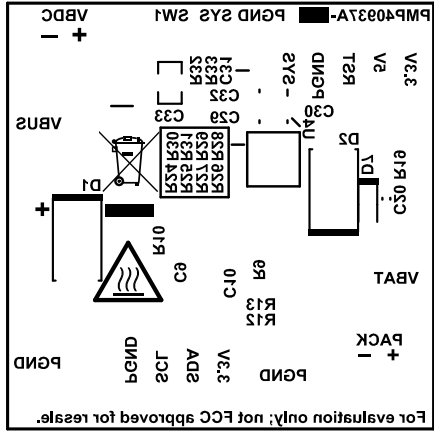 PMP40937A-
PGND SYS SW1
VBDC
+ -
3.3V
5V
RST
PGND
SYS
C31
R33
R32
C32
C33
C29
C30
U4
VBUS
D2
D7
R19
C20
R28
R29
R31
R30
R26
R27
R25
R24
D1
+
R10
C9
C10
R9
R13
R12
VBAT
PACK
+ -
PGND
3.3V
SDA
SCL
PGND
PGND
For evaluation only; not FCC approved for resale.